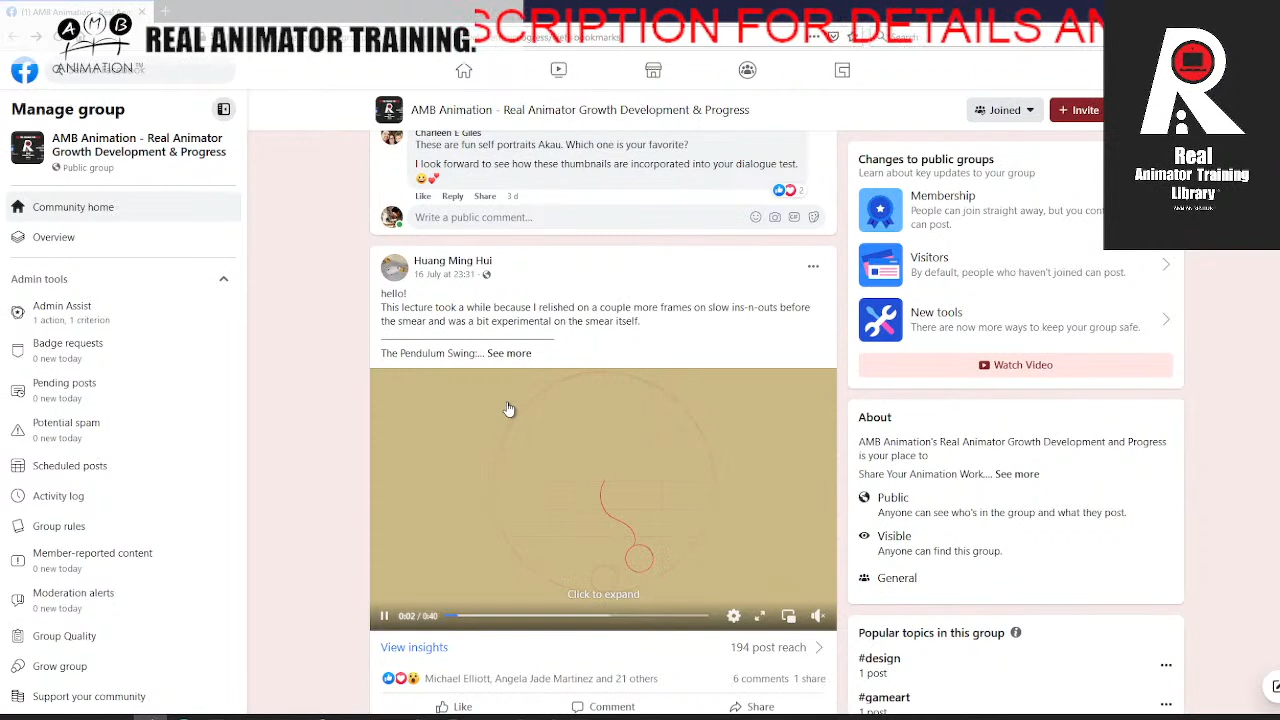 (1) AMB Animation - Real An
AMB
ANIMATION
REAL ANIMATOR TRAINING.
SCRIPTION FOR DETAILS AN
Search
Manage group
AMB Animation - Real Animator
Growth Development & Progress
Public group
Community home
Overview
Admin tools
Admin Assist
1 action, 1 criterion
Badge requests
0 new today
Pending posts
0 new today
Potential spam
0 new today
Scheduled posts
Activity log
Group rules
Member-reported content
0 new today
Moderation alerts
0 new today
Group Quality
Grow group
Support your community
AMB Animation - Real Animator Growth Development & Progress
Joined
+ Invite
Chaneen E Giles
These are fun self portraits Akau. Which one is your favorite?
I look forward to see how these thumbnails are incorporated into your dialogue test.
Like Reply Share 3 d
2
Write a public comment...
Huang Ming Hui
16 July at 23:31
hello!
This lecture took a while because I relished on a couple more frames on slow ins-n-outs before
the smear and was a bit experimental on the smear itself.
The Pendulum Swing:... See more
Click to expand
0:02 / 0:40
View insights
194 post reach
Michael Elliott, Angela Jade Martinez and 21 others
6 comments 1 share
Like
Comment
Share
R
Real
Animator Training
Library
Changes to public groups
Learn about key updates to your group
Membership
People can join straight away, but you cont
can post.
Visitors
By default, people who haven't joined can post.
New tools
There are now more ways to keep your group safe.
Watch Video
About
AMB Animation's Real Animator Growth Development and Progress
is your place to
Share Your Animation Work.... See more
Public
Anyone can see who's in the group and what they post.
Visible
Anyone can find this group.
General
Popular topics in this group
#design
1 post
#gameart
1 post